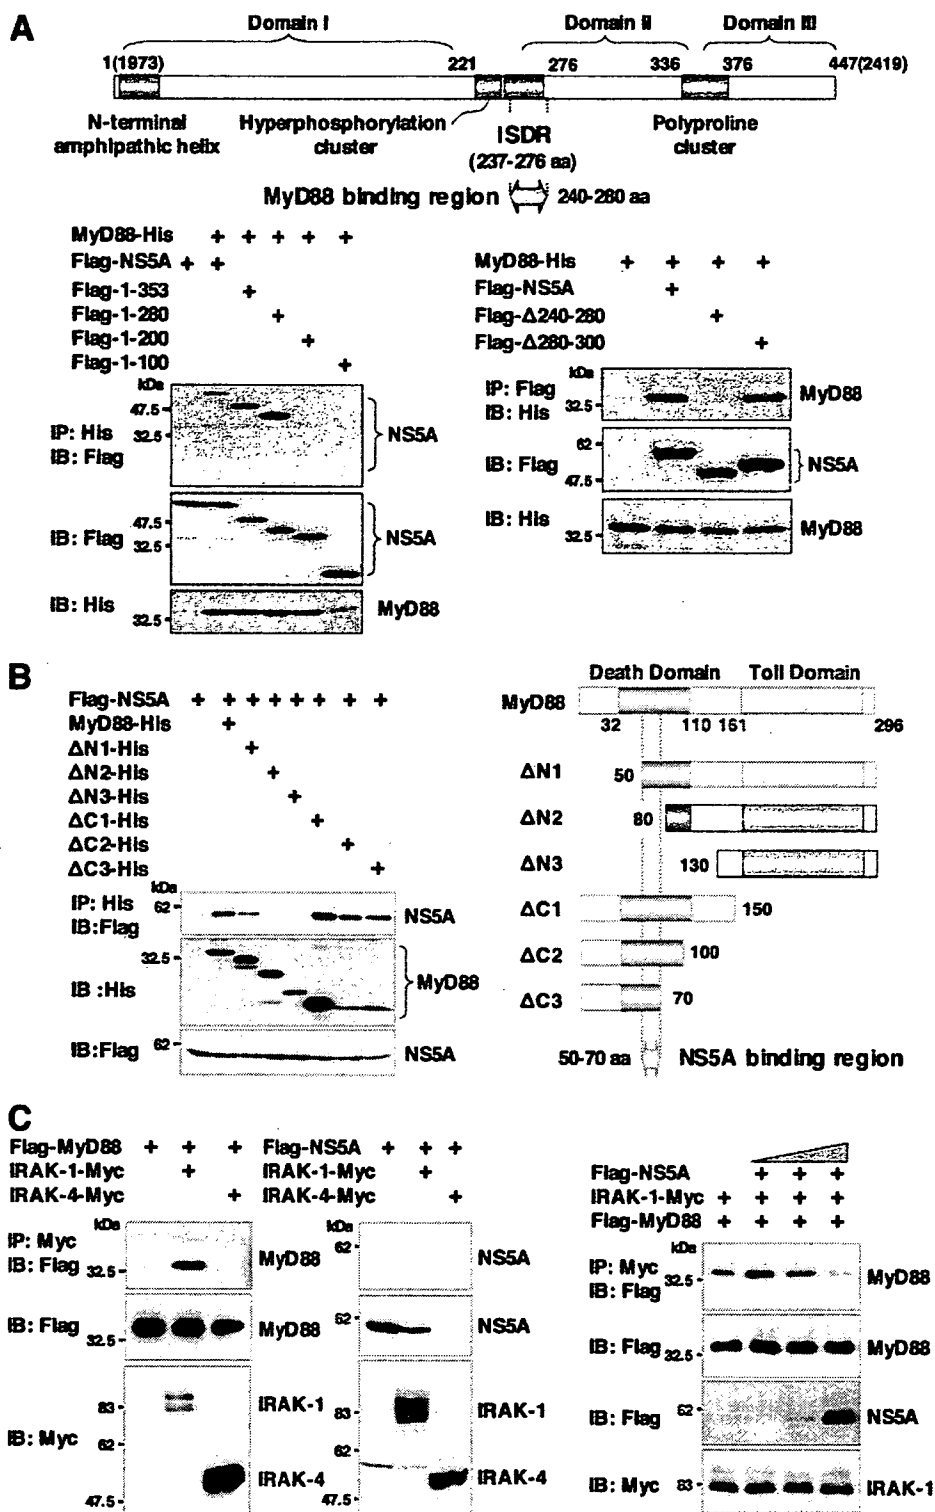 A
Domain I Domain II Domain III
1(1973) 221 276 336 376 447(2419)
N-terminal amphipathic helix
Hyperphosphorylation cluster
ISDR
(237-276 aa)
Polyproline cluster
MyD88 binding region 240-280 aa
MyD88-His + + + + +
Flag-NS5A + +
Flag-1-353 +
Flag-1-280 +
Flag-1-200 +
Flag-1-100 +
kDa
47.5
32.5
IP: His
IB: Flag
NS5A
47.5
IB: Flag
32.5
NS5A
IB: His
32.5
MyD88
MyD88-His + + + +
Flag-NS5A +
Flag-Δ240-280 +
Flag-Δ280-300 +
kDa
IP: Flag
IB: His
32.5
MyD88
62
IB: Flag
47.5
NS5A
IB: His
32.5
MyD88
B
Flag-NS5A + + + + + + + +
MyD88-His +
ΔN1-His +
ΔN2-His +
ΔN3-His +
ΔC1-His +
ΔC2-His +
ΔC3-His +
kDa
IP: His
IB:Flag
62
NS5A
32.5
IB :His
MyD88
IB:Flag
62
NS5A
Death Domain Toll Domain
MyD88
32 110 161 296
ΔN1 50
ΔN2 80
ΔN3 130
ΔC1 150
ΔC2 100
ΔC3 70
50-70 aa NS5A binding region
C
Flag-MyD88 + + +
IRAK-1-Myc +
IRAK-4-Myc +
kDa
IP: Myc
IB: Flag
32.5
MyD88
IB: Flag
32.5
MyD88
83
IB: Myc
62
47.5
IRAK-1
IRAK-4
Flag-NS5A + + +
IRAK-1-Myc +
IRAK-4-Myc +
kDa
62
NS5A
62
NS5A
83
62
47.5
IRAK-1
IRAK-4
Flag-NS5A + + +
IRAK-1-Myc + + + +
Flag-MyD88 + + + +
kDa
IP: Myc
IB: Flag
32.5
MyD88
IB: Flag
32.5
MyD88
IB: Flag
62
NS5A
IB: Myc
83
IRAK-1